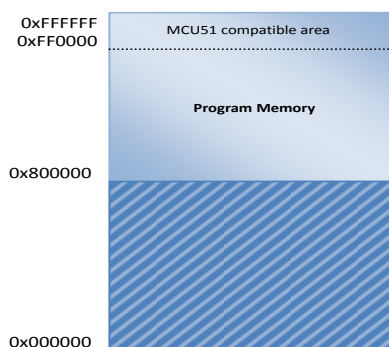 0xFFFFFF
MCU51 compatible area
0xFF0000
Program Memory
0x800000
0x000000